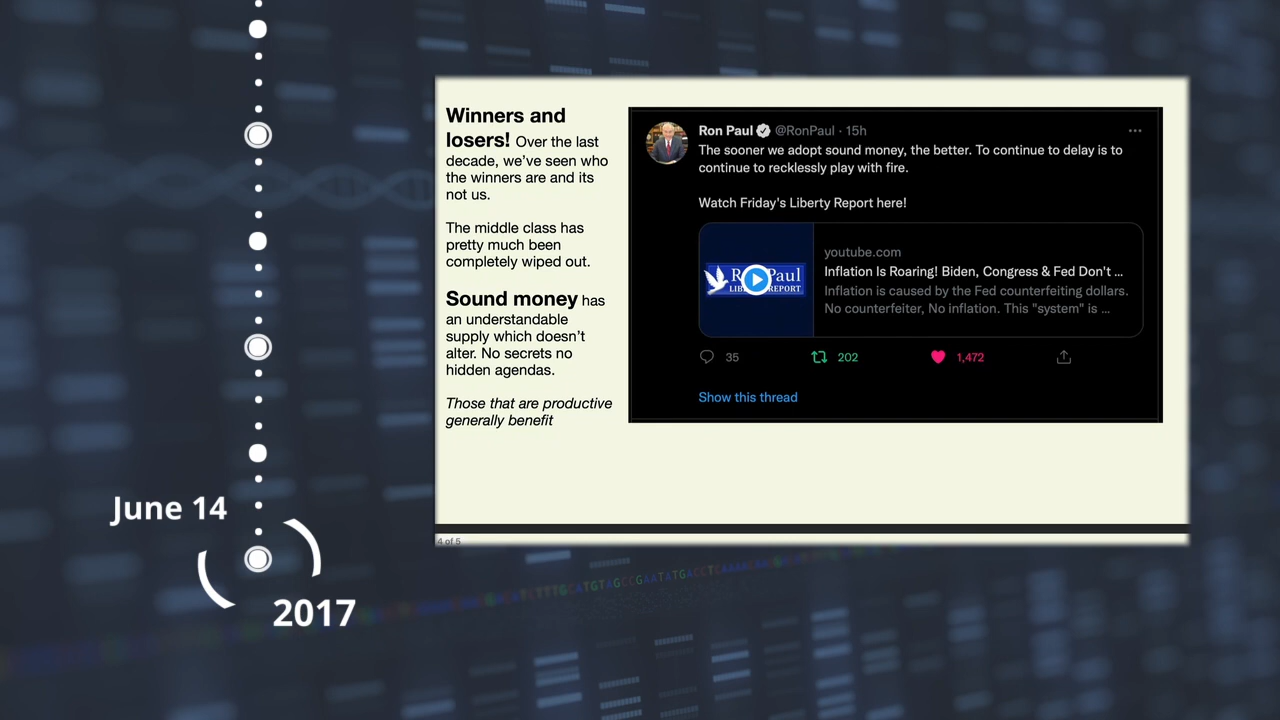 June 14
2017
Winners and
losers! Over the last
decade, we've seen who
the winners are and its
not us.
The middle class has
pretty much been
completely wiped out.
Sound money has
an understandable
supply which doesn't
alter. No secrets no
hidden agendas.
Those that are productive
generally benefit
Ron Paul @RonPaul · 15h
The sooner we adopt sound money, the better. To continue to delay is to
continue to recklessly play with fire.
Watch Friday's Liberty Report here!
youtube.com
Inflation Is Roaring! Biden, Congress & Fed Don't ...
Inflation is caused by the Fed counterfeiting dollars.
No counterfeiter, No inflation. This "system" is ...
35 202 1,472
Show this thread
4 of 5